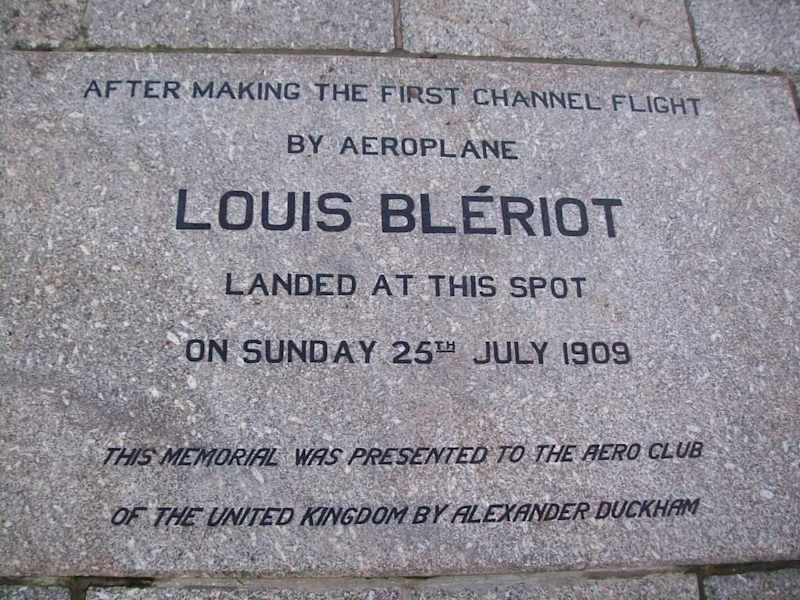 AFTER MAKING THE FIRST CHANNEL FLIGHT
BY AEROPLANE
LOUIS BLÉRIOT
LANDED AT THIS SPOT
ON SUNDAY 25TH JULY 1909
THIS MEMORIAL WAS PRESENTED TO THE AERO CLUB
OF THE UNITED KINGDOM BY ALEXANDER DUCKHAM